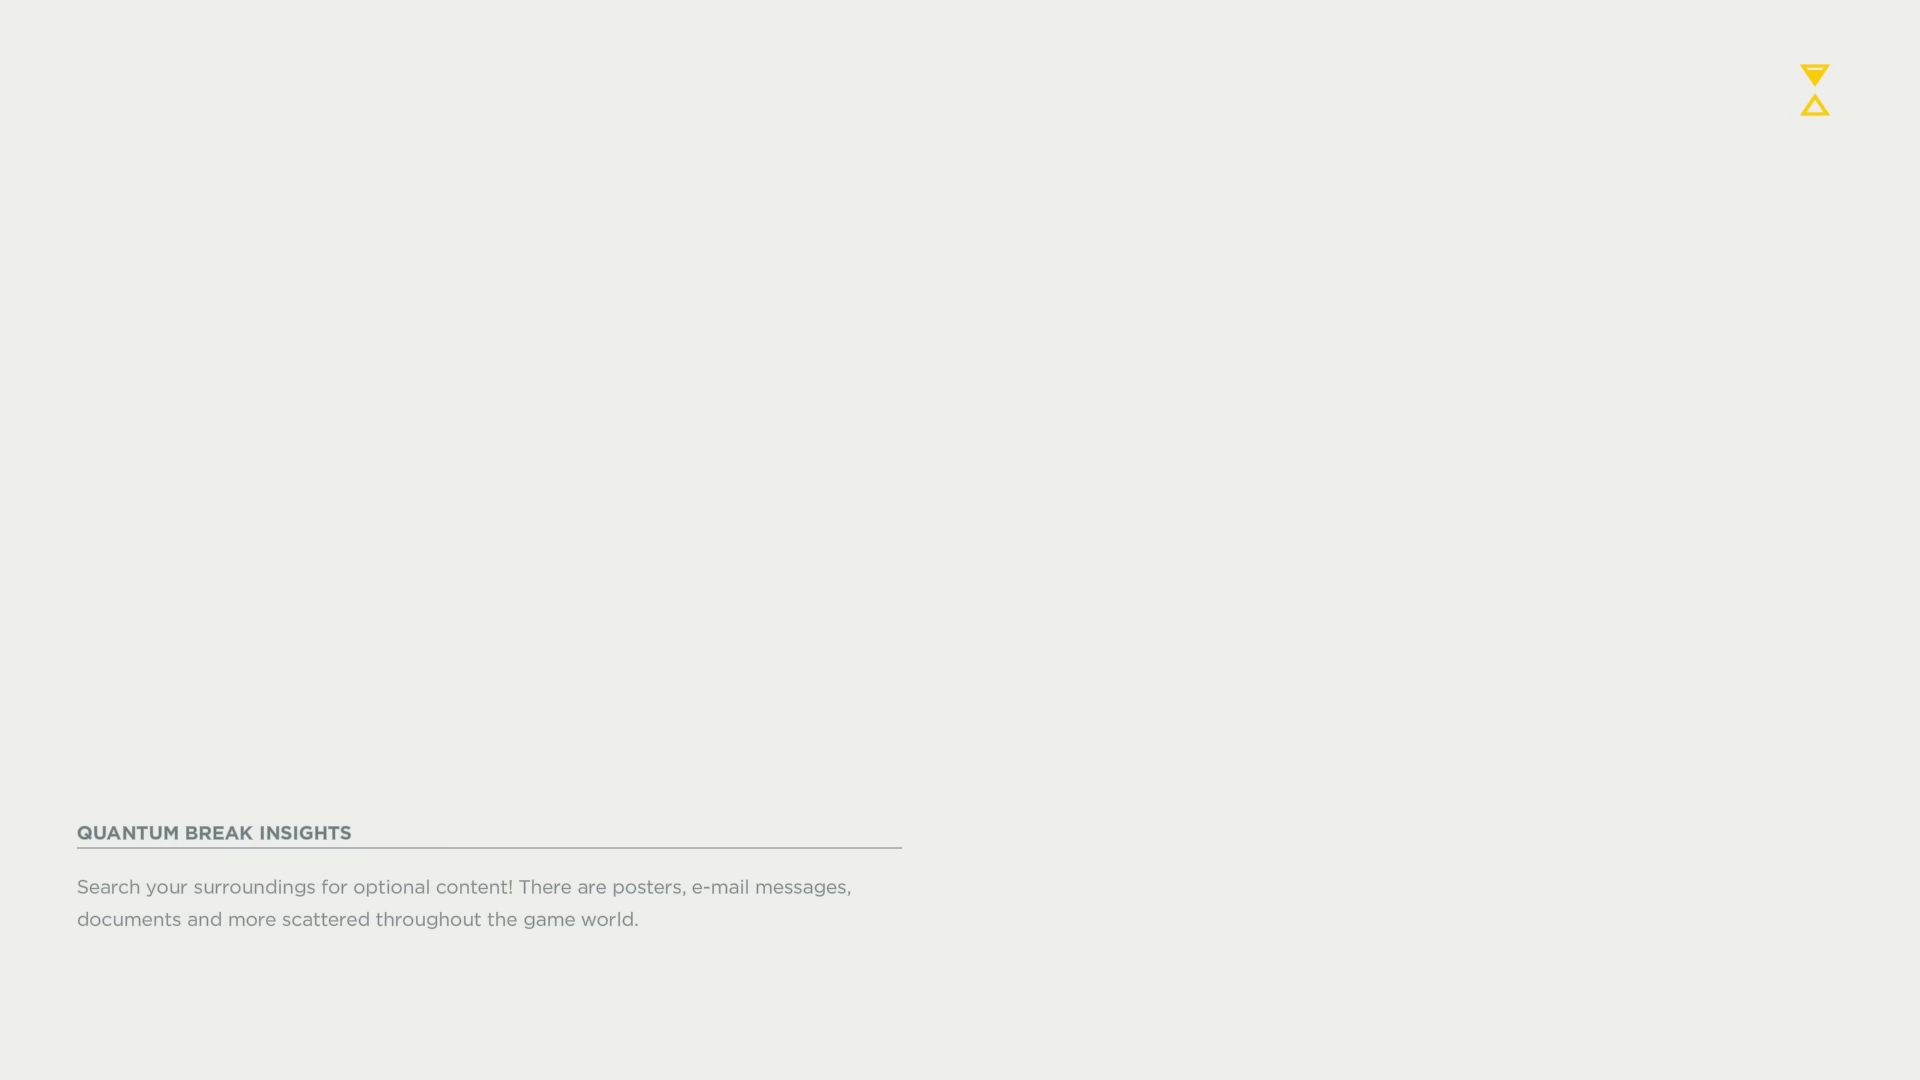 QUANTUM BREAK INSIGHTS
Search your surroundings for optional content! There are posters, e-mail messages,
documents and more scattered throughout the game world.